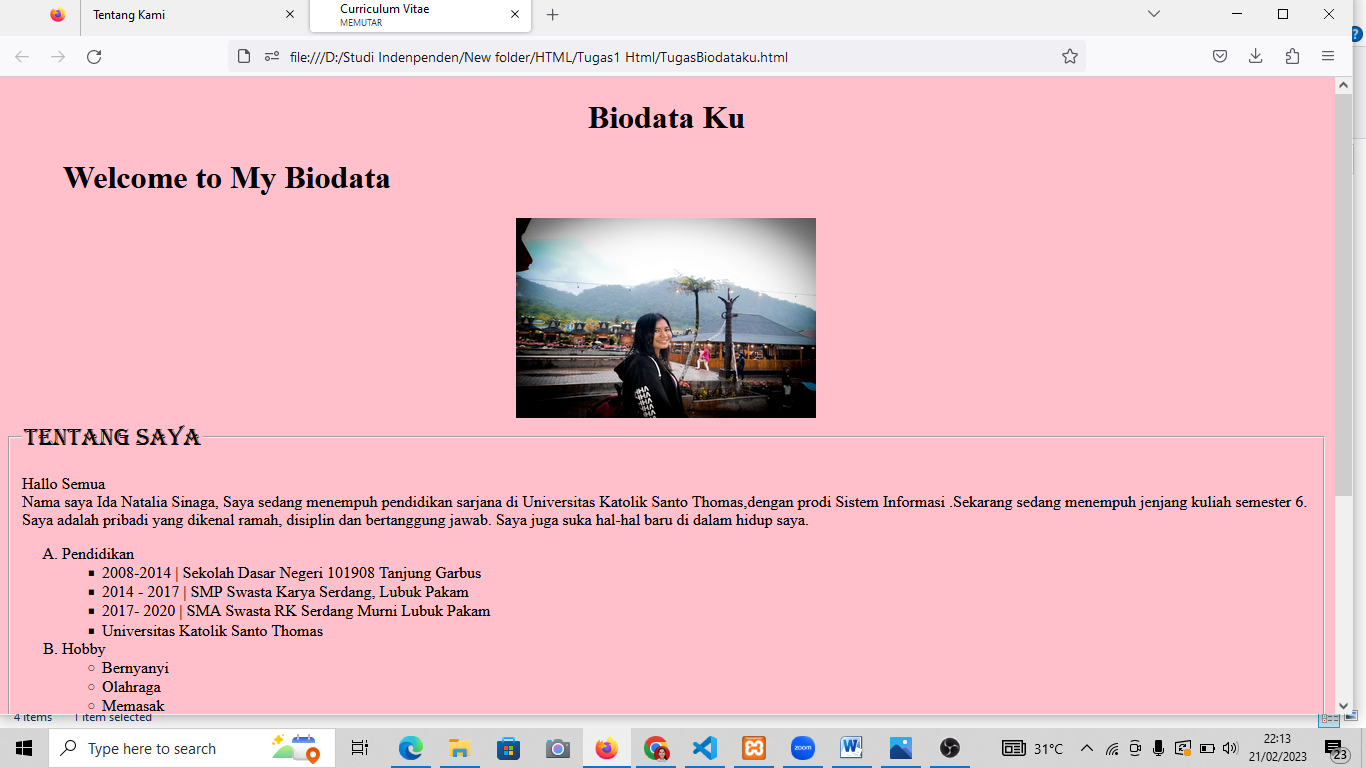 Tentang Kami
Curriculum Vitae
MEMUTAR
file:///D:/Studi Indenpenden/New folder/HTML/Tugas1 Html/TugasBiodataku.html
Biodata Ku
Welcome to My Biodata
TENTANG SAYA
Hallo Semua
Nama saya Ida Natalia Sinaga, Saya sedang menempuh pendidikan sarjana di Universitas Katolik Santo Thomas,dengan prodi Sistem Informasi .Sekarang sedang menempuh jenjang kuliah semester 6.
Saya adalah pribadi yang dikenal ramah, disiplin dan bertanggung jawab. Saya juga suka hal-hal baru di dalam hidup saya.
A. Pendidikan
2008-2014 | Sekolah Dasar Negeri 101908 Tanjung Garbus
2014 - 2017 | SMP Swasta Karya Serdang, Lubuk Pakam
2017- 2020 | SMA Swasta RK Serdang Murni Lubuk Pakam
Universitas Katolik Santo Thomas
B. Hobby
Bernyanyi
Olahraga
Memasak
4 items 1 item selected
Type here to search
zoom
31°C
22:13
21/02/2023
23